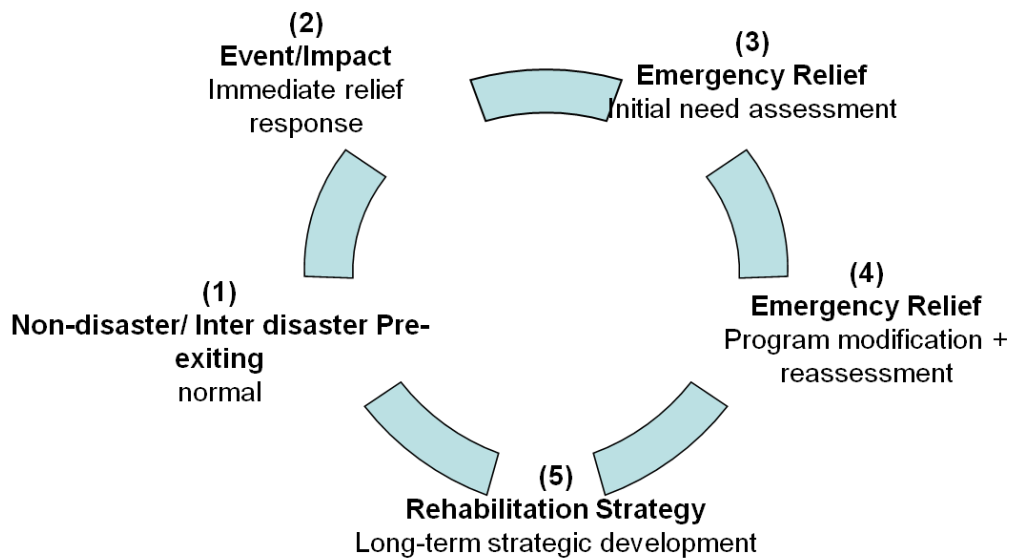 (2)
Event/Impact
Immediate relief
response
(3)
Emergency Relief
Initial need assessment
(4)
Emergency Relief
Program modification +
reassessment
(5)
Rehabilitation Strategy
Long-term strategic development
(1)
Non-disaster/ Inter disaster Pre-
exiting
normal